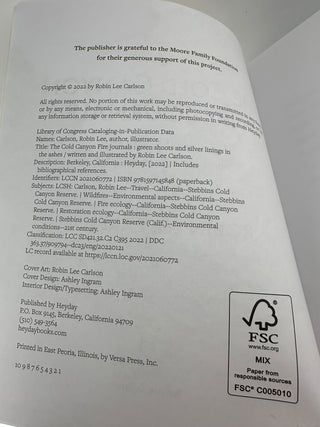 The publisher is grateful to the Moore Family Foundation
for their generous support of this project.
Copyright © 2022 by Robin Lee Carlson
All rights reserved. No portion of this work may be reproduced or transmitted in any form
or by any means, electronic or mechanical, including photocopying and recording, or by
any information storage or retrieval system, without permission in writing from Heyday.
Library of Congress Cataloging-in-Publication Data
Names: Carlson, Robin Lee, author, illustrator.
Title: The Cold Canyon Fire journals : green shoots and silver linings in
the ashes / written and illustrated by Robin Lee Carlson.
Description: Berkeley, California : Heyday, [2022] | Includes
bibliographical references.
Identifiers: LCCN 2021060772 | ISBN 9781597145848 (paperback)
Subjects: LCSH: Carlson, Robin Lee--Travel--California--Stebbins Cold
Canyon Reserve. | Wildfires--Environmental aspects--California--Stebbins
Cold Canyon Reserve. | Fire ecology--California--Stebbins Cold Canyon
Reserve. | Restoration ecology--California--Stebbins Cold Canyon
Reserve. | Stebbins Cold Canyon Reserve (Calif.)--Environmental
conditions--21st century.
Classification: LCC SD421.32.C2 C395 2022 | DDC
363.37/909794--dc23/eng/20220121
LC record available at https://lccn.loc.gov/2021060772
Cover Art: Robin Lee Carlson
Cover Design: Ashley Ingram
Interior Design/Typesetting: Ashley Ingram
Published by Heyday
P.O. Box 9145, Berkeley, California 94709
(510) 549-3564
heydaybooks.com
Printed in East Peoria, Illinois, by Versa Press, Inc.
10 9 8 7 6 5 4 3 2 1
FSC
www.fsc.org
MIX
Paper from
responsible sources
FSC® C005010